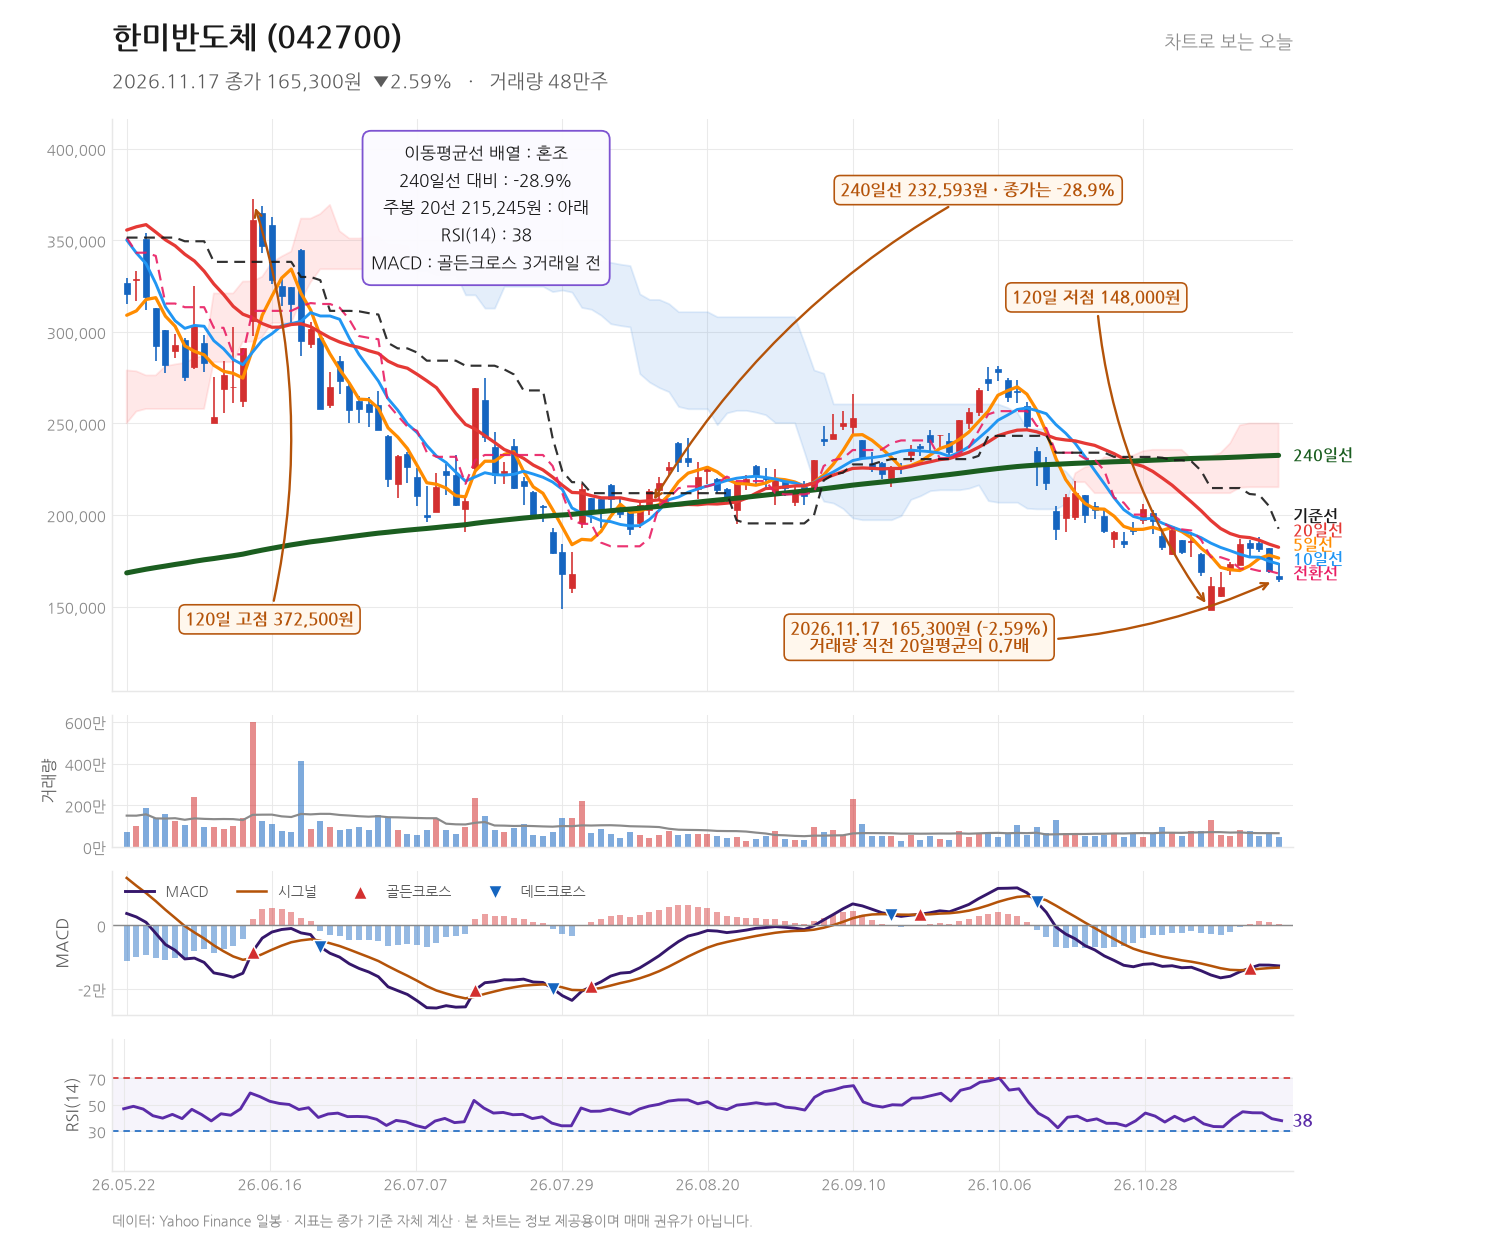 한미반도체 (042700)
차트로 보는 오늘
2026.11.17 종가 165,300원 ▼2.59% · 거래량 48만주
이동평균선 배열 : 혼조
240일선 대비 : -28.9%
주봉 20선 215,245원 : 아래
RSI(14) : 38
MACD : 골든크로스 3거래일 전
240일선 232,593원 · 종가는 -28.9%
120일 저점 148,000원
120일 고점 372,500원
2026.11.17 165,300원 (-2.59%)
거래량 직전 20일평균의 0.7배
400,000
350,000
300,000
250,000
200,000
150,000
240일선
기준선
20일선
5일선
10일선
전환선
거래량
600만
400만
200만
0만
MACD
MACD
시그널
골든크로스
데드크로스
0
-2만
RSI(14)
70
50
30
38
26.05.22
26.06.16
26.07.07
26.07.29
26.08.20
26.09.10
26.10.06
26.10.28
데이터: Yahoo Finance 일봉 · 지표는 종가 기준 자체 계산 · 본 차트는 정보 제공용이며 매매 권유가 아닙니다.